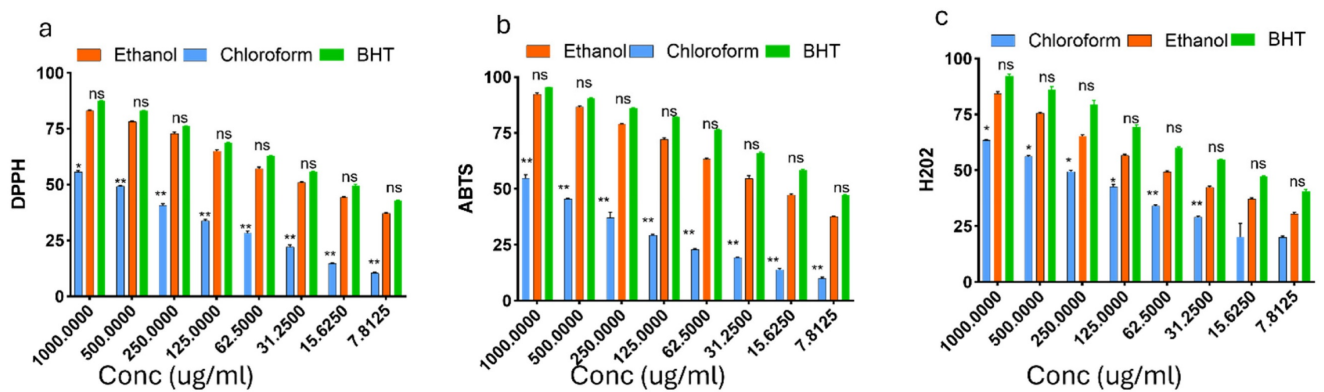 a
Ethanol Chloroform BHT
100
75
50
25
0
DPPH
ns ns ns ns ns ns ns ns
* ** ** ** ** ** ** **
1000.0000
500.0000
250.0000
125.0000
62.5000
31.2500
15.6250
7.8125
Conc (ug/ml)
b
Ethanol Chloroform BHT
100
75
50
25
0
ABTS
ns ns ns ns ns ns ns ns
** ** ** ** ** ** ** **
1000.0000
500.0000
250.0000
125.0000
62.5000
31.2500
15.6250
7.8125
Conc (ug/ml)
c
Chloroform Ethanol BHT
100
75
50
25
0
H202
ns ns ns ns ns ns ns ns
* * * * ** **
1000.0000
500.0000
250.0000
125.0000
62.5000
31.2500
15.6250
7.8125
Conc (ug/ml)